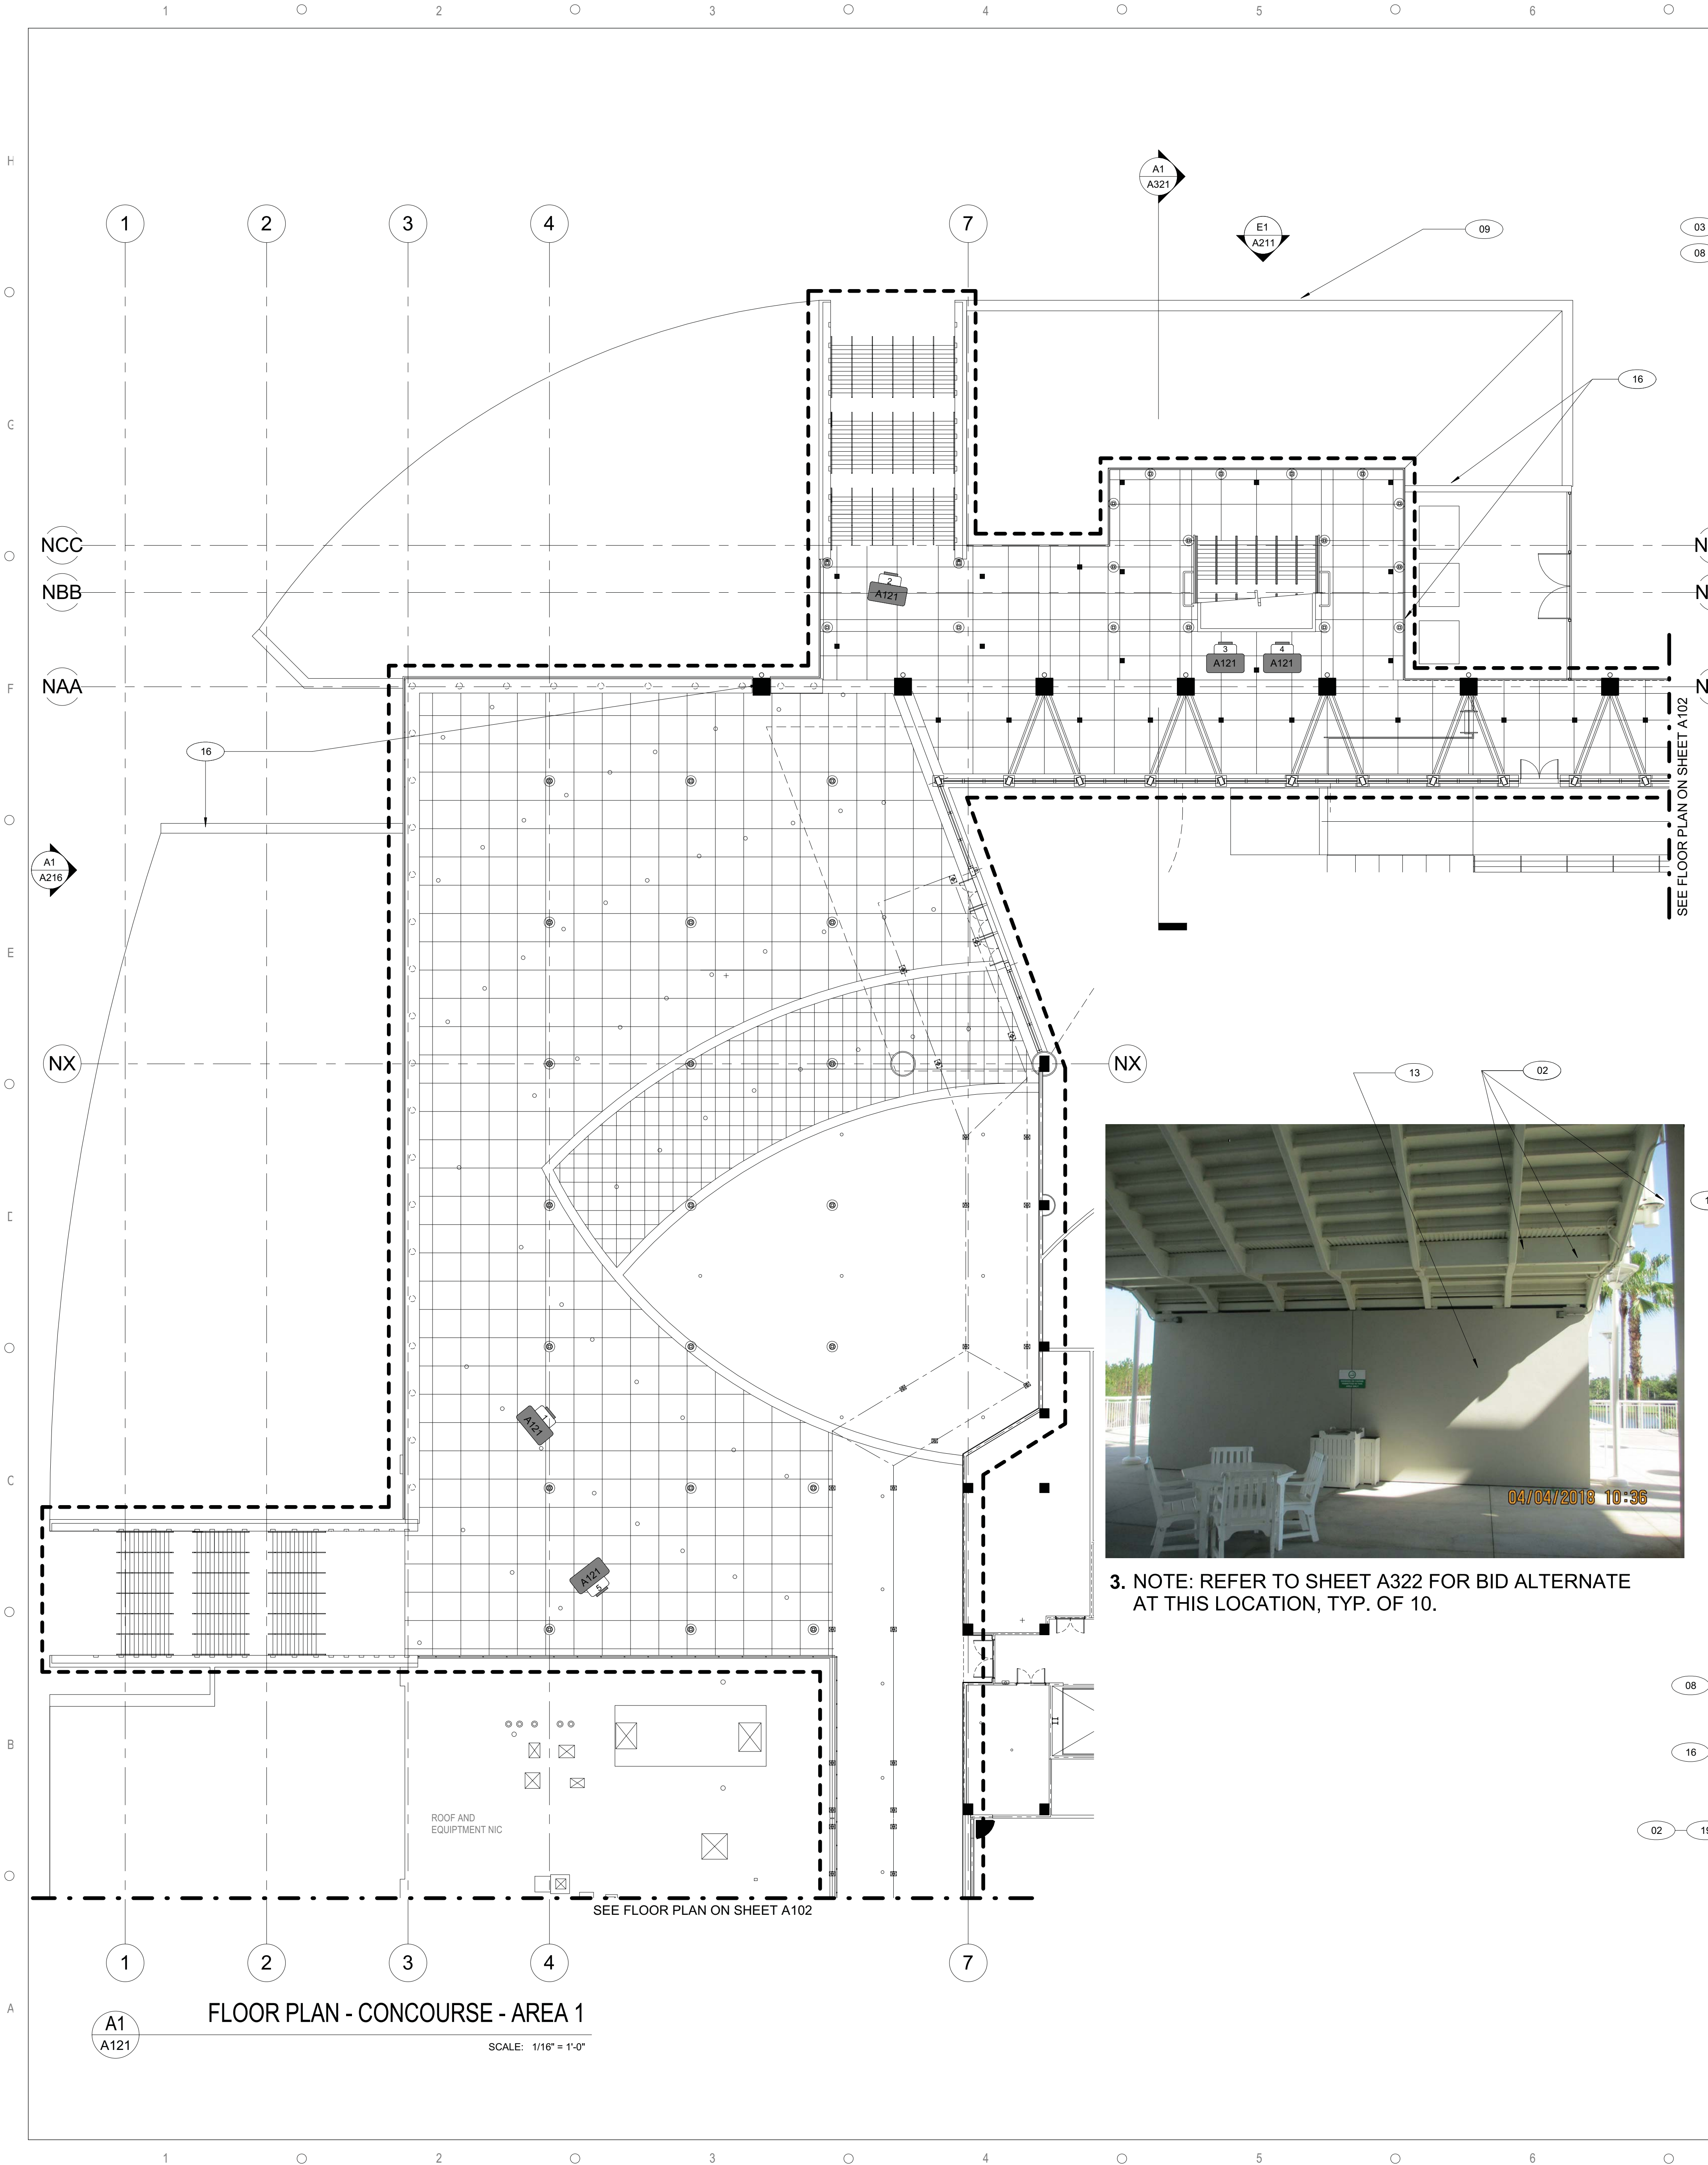 1 2 3 4 5 6
H
A1
A321
1 2 3 4 7
E1
A211
09
03
08
16
G
NCC
NBB
2
A121
3
A121
4
A121
F
NAA
16
SEE FLOOR PLAN ON SHEET A102
A1
A216
E
NX
NX
13
02
D
1
A121
C
04/04/2018 10:36
A121
5
3. NOTE: REFER TO SHEET A322 FOR BID ALTERNATE
AT THIS LOCATION, TYP. OF 10.
08
B
16
ROOF AND
EQUIPTMENT NIC
02
SEE FLOOR PLAN ON SHEET A102
1 2 3 4 7
A
A1
A121
FLOOR PLAN - CONCOURSE - AREA 1
SCALE: 1/16" = 1'-0"
1 2 3 4 5 6